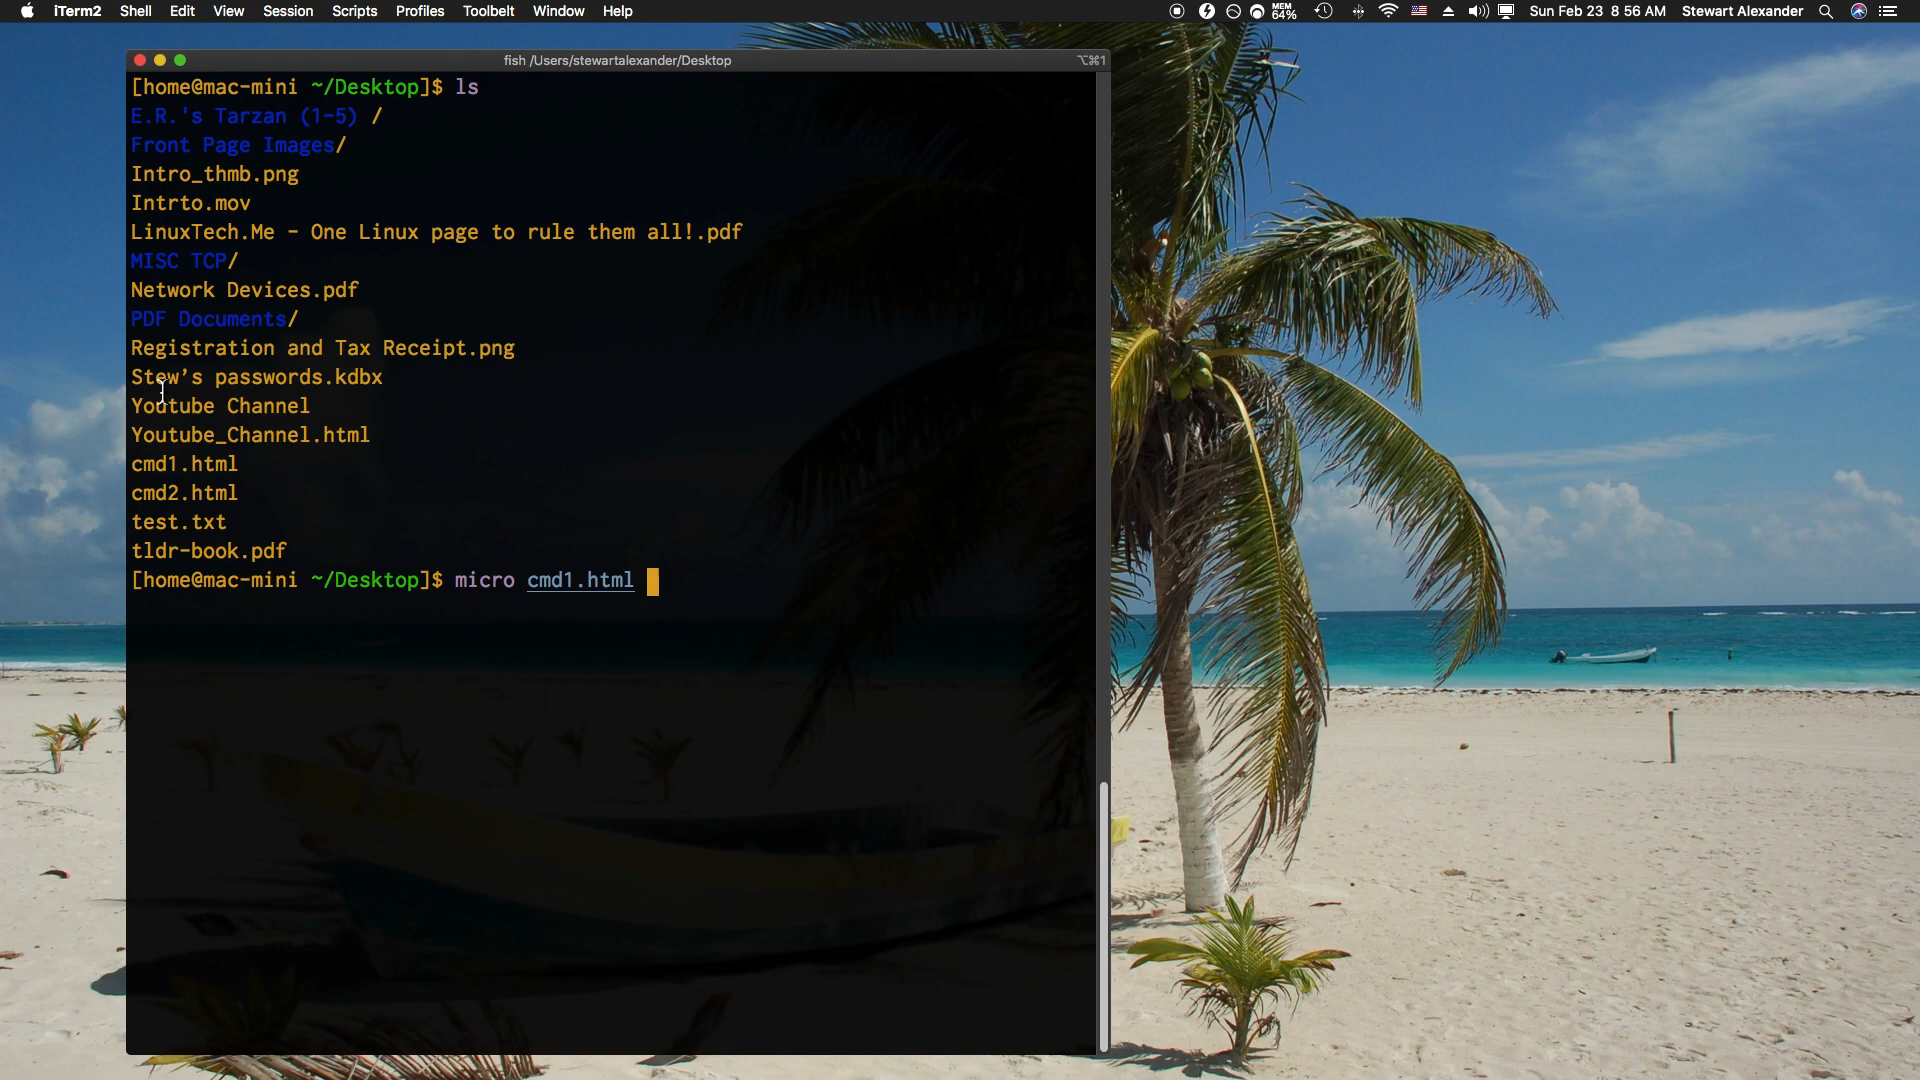 iTerm2 Shell Edit View Session Scripts Profiles Toolbelt Window Help MEM 64% Sun Feb 23 8 56 AM Stewart Alexander
fish /Users/stewartalexander/Desktop ⌥⌘1
[home@mac-mini ~/Desktop]$ ls
E.R.'s Tarzan (1-5) /
Front Page Images/
Intro_thmb.png
Intrto.mov
LinuxTech.Me - One Linux page to rule them all!.pdf
MISC TCP/
Network Devices.pdf
PDF Documents/
Registration and Tax Receipt.png
Stew’s passwords.kdbx
Youtube Channel
Youtube_Channel.html
cmd1.html
cmd2.html
test.txt
tldr-book.pdf
[home@mac-mini ~/Desktop]$ micro cmd1.html